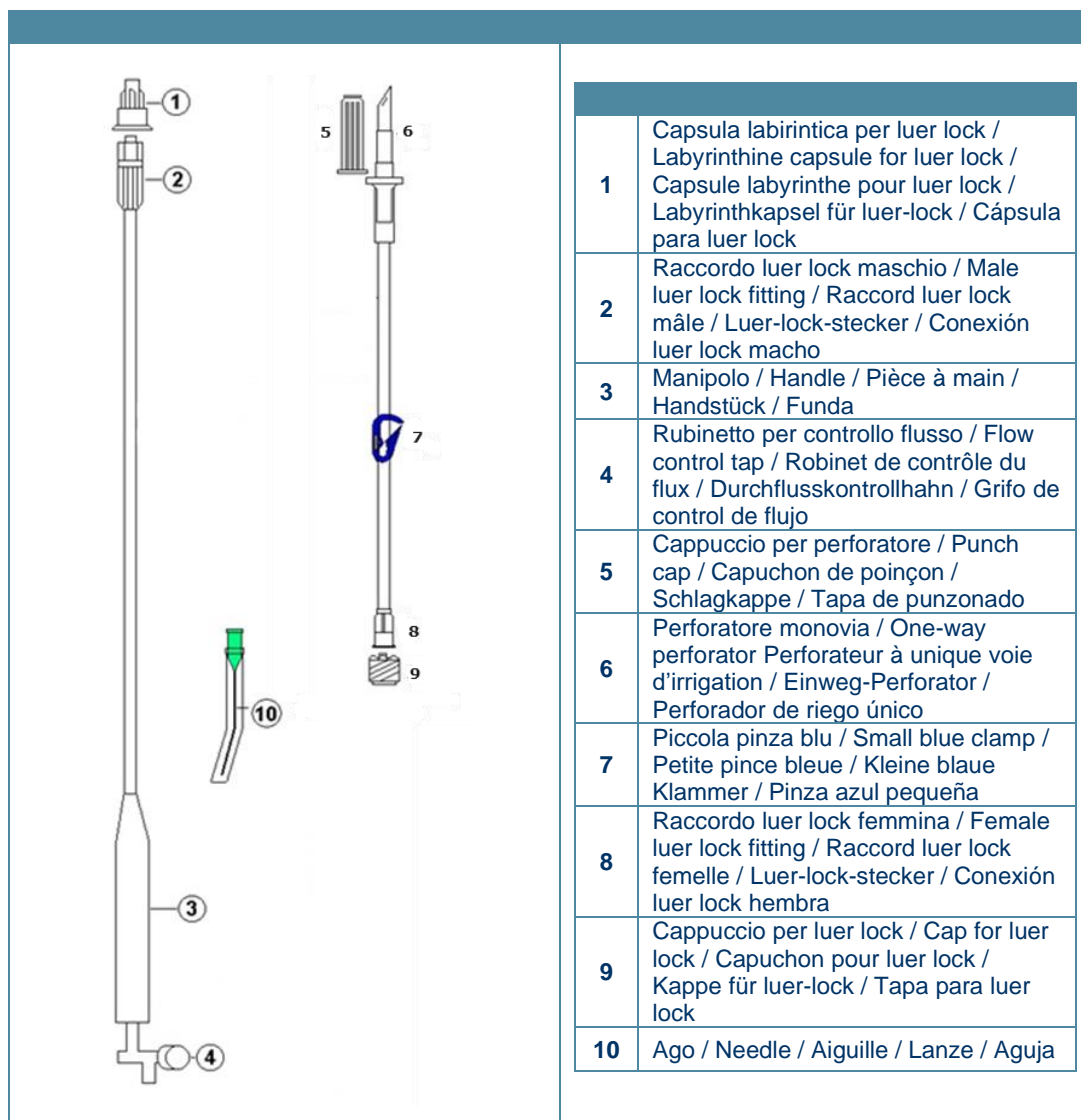 1
2
5
6
7
8
9
10
3
4
1
Capsula labirintica per luer lock /
Labyrinthine capsule for luer lock /
Capsule labyrinthe pour luer lock /
Labyrinthkapsel für luer-lock / Cápsula
para luer lock
2
Raccordo luer lock maschio / Male
luer lock fitting / Raccord luer lock
mâle / Luer-lock-stecker / Conexión
luer lock macho
3
Manipolo / Handle / Pièce à main /
Handstück / Funda
4
Rubinetto per controllo flusso / Flow
control tap / Robinet de contrôle du
flux / Durchflusskontrollhahn / Grifo de
control de flujo
5
Cappuccio per perforatore / Punch
cap / Capuchon de poinçon /
Schlagkappe / Tapa de punzonado
6
Perforatore monovia / One-way
perforator Perforateur à unique voie
d’irrigation / Einweg-Perforator /
Perforador de riego único
7
Piccola pinza blu / Small blue clamp /
Petite pince bleue / Kleine blaue
Klammer / Pinza azul pequeña
8
Raccordo luer lock femmina / Female
luer lock fitting / Raccord luer lock
femelle / Luer-lock-stecker / Conexión
luer lock hembra
9
Cappuccio per luer lock / Cap for luer
lock / Capuchon pour luer lock /
Kappe für luer-lock / Tapa para luer
lock
10
Ago / Needle / Aiguille / Lanze / Aguja